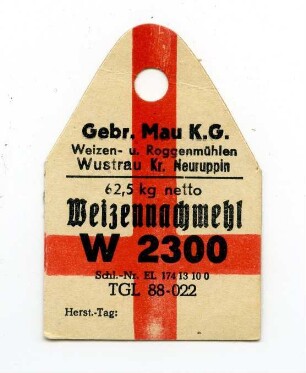 Gebr. Mau K.G.
Weizen- u. Roggenmühlen
Wustrau Kr. Neuruppin
62,5 kg netto
Weizennachmehl
W 2300
Schl.-Nr. EL 174 13 10 0
TGL 88-022
Herst.-Tag: